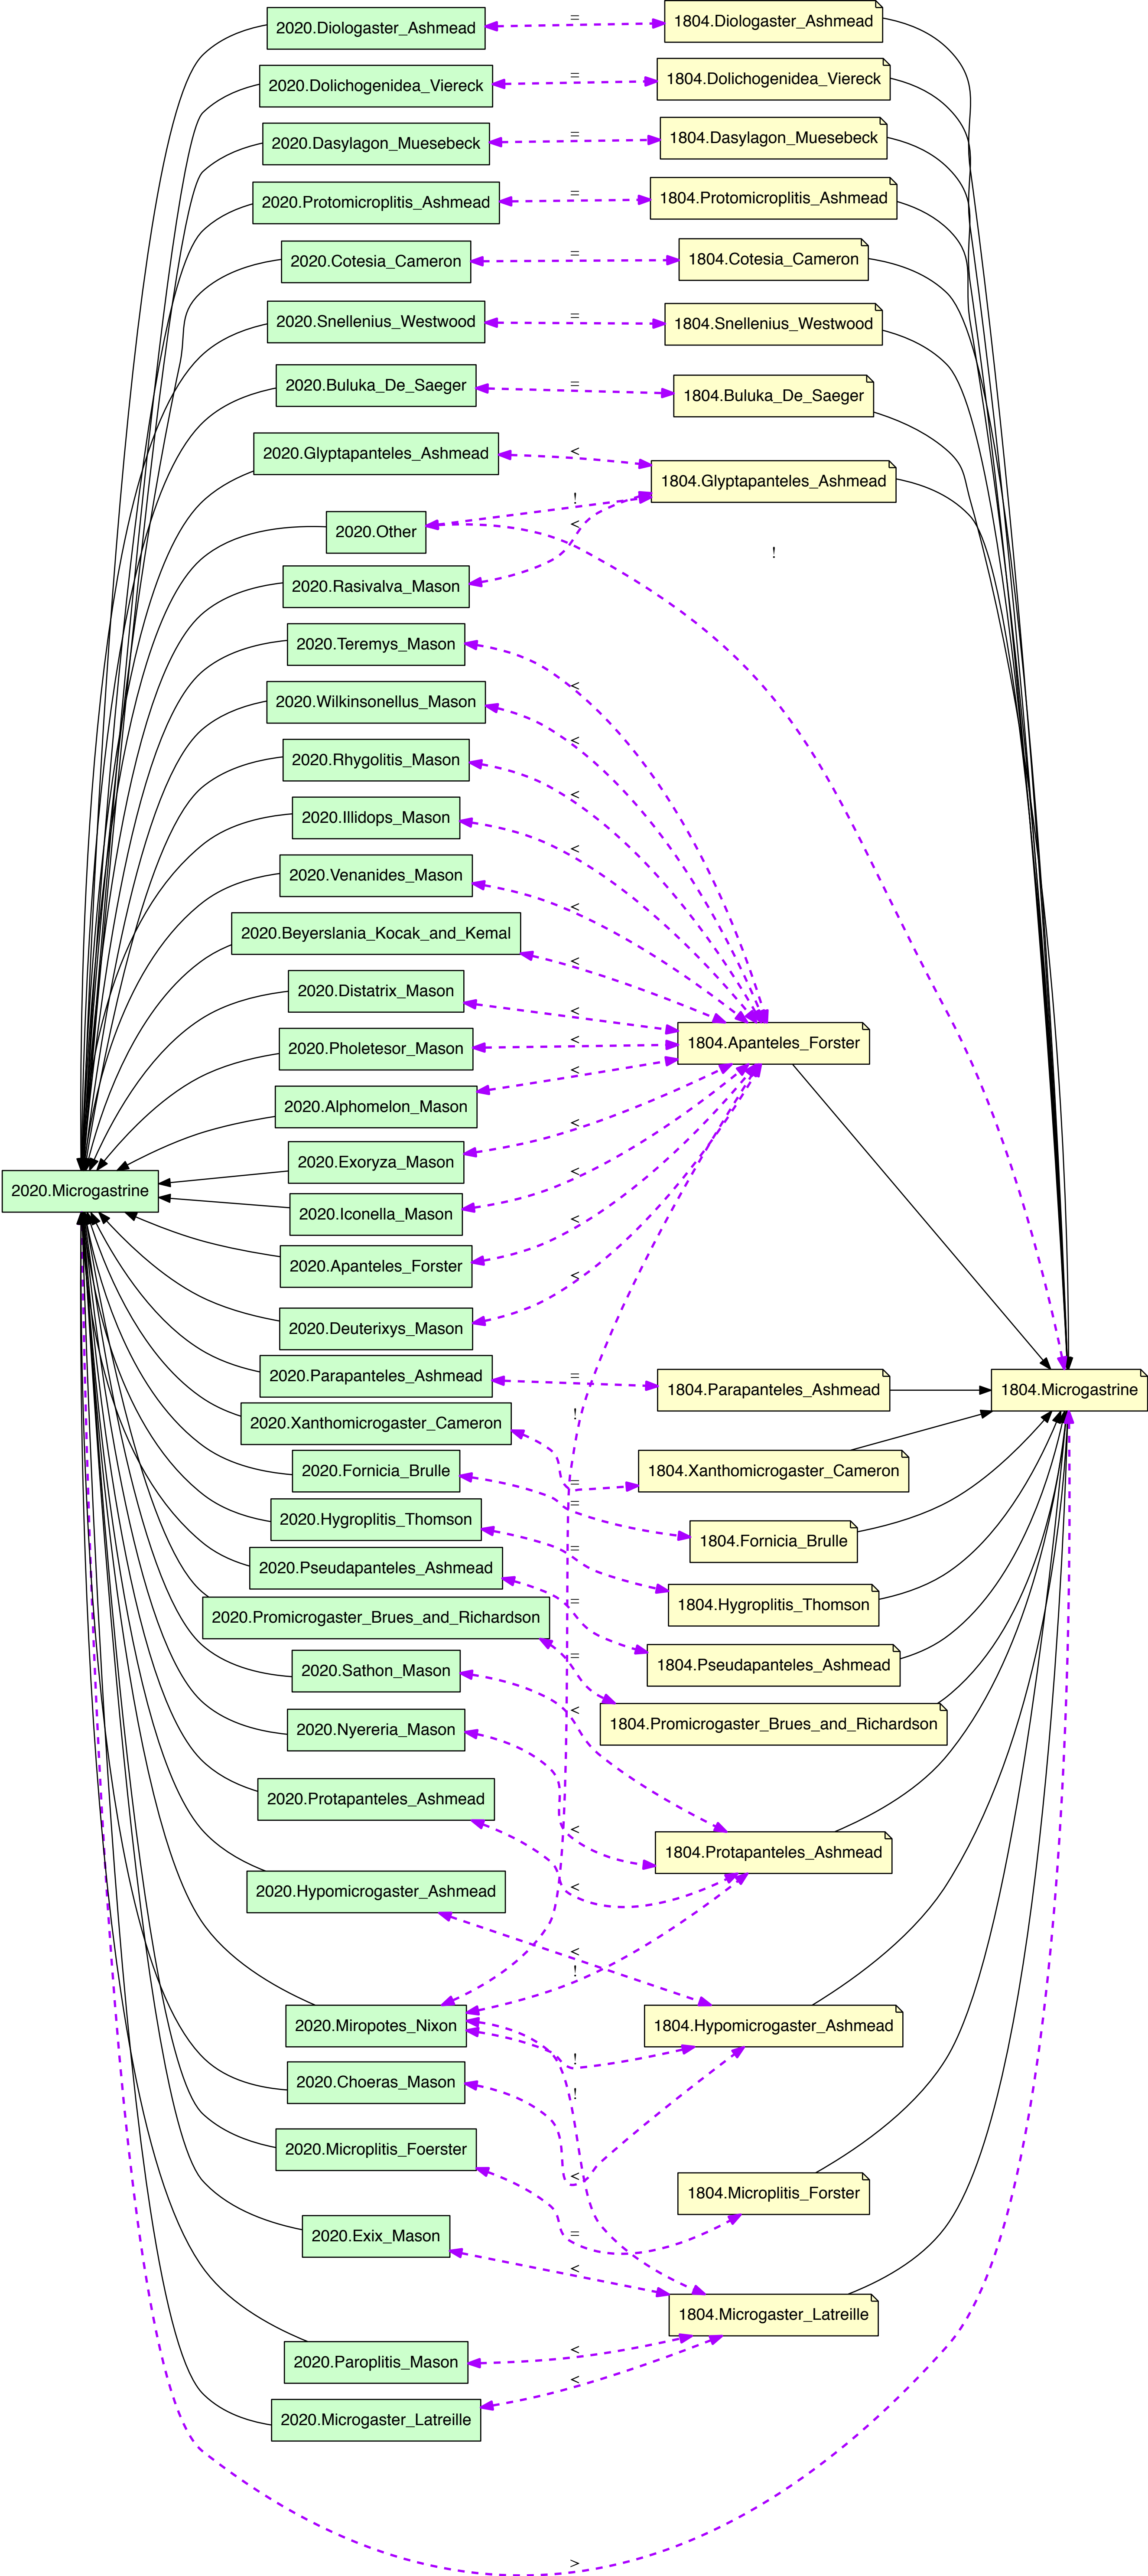 2020.Diologaster_Ashmead
=
1804.Diologaster_Ashmead
2020.Dolichogenidea_Viereck
=
1804.Dolichogenidea_Viereck
2020.Dasylagon_Muesebeck
=
1804.Dasylagon_Muesebeck
2020.Protomicroplitis_Ashmead
=
1804.Protomicroplitis_Ashmead
2020.Cotesia_Cameron
=
1804.Cotesia_Cameron
2020.Snellenius_Westwood
=
1804.Snellenius_Westwood
2020.Buluka_De_Saeger
=
1804.Buluka_De_Saeger
2020.Glyptapanteles_Ashmead
<
1804.Glyptapanteles_Ashmead
!
2020.Other
<
!
2020.Rasivalva_Mason
2020.Teremys_Mason
<
2020.Wilkinsonellus_Mason
<
2020.Rhygolitis_Mason
<
2020.Illidops_Mason
<
2020.Venanides_Mason
<
2020.Beyerslania_Kocak_and_Kemal
<
2020.Distatrix_Mason
<
2020.Pholetesor_Mason
<
1804.Apanteles_Forster
<
2020.Alphomelon_Mason
<
2020.Exoryza_Mason
<
2020.Microgastrine
2020.Iconella_Mason
<
2020.Apanteles_Forster
<
2020.Deuterixys_Mason
2020.Parapanteles_Ashmead
=
1804.Parapanteles_Ashmead
1804.Microgastrine
!
2020.Xanthomicrogaster_Cameron
=
1804.Xanthomicrogaster_Cameron
2020.Fornicia_Brulle
=
1804.Fornicia_Brulle
2020.Hygroplitis_Thomson
=
1804.Hygroplitis_Thomson
2020.Pseudapanteles_Ashmead
=
1804.Pseudapanteles_Ashmead
2020.Promicrogaster_Brues_and_Richardson
=
1804.Promicrogaster_Brues_and_Richardson
2020.Sathon_Mason
<
2020.Nyereria_Mason
<
2020.Protapanteles_Ashmead
1804.Protapanteles_Ashmead
<
2020.Hypomicrogaster_Ashmead
<
!
2020.Miropotes_Nixon
1804.Hypomicrogaster_Ashmead
!
!
2020.Choeras_Mason
<
2020.Microplitis_Foerster
1804.Microplitis_Forster
=
2020.Exix_Mason
<
1804.Microgaster_Latreille
<
2020.Paroplitis_Mason
<
2020.Microgaster_Latreille
>